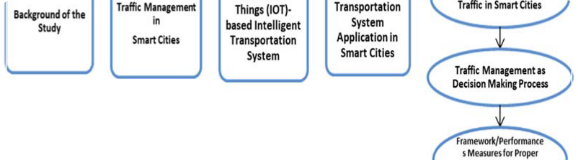 Background of the
Study
Traffic Management
in
Smart Cities
Things (IOT)-
based Intelligent
Transportation
System
Transportation
System
Application in
Smart Cities
Traffic in Smart Cities
Traffic Management as
Decision Making Process
Framework/Performance
s Measures for Proper